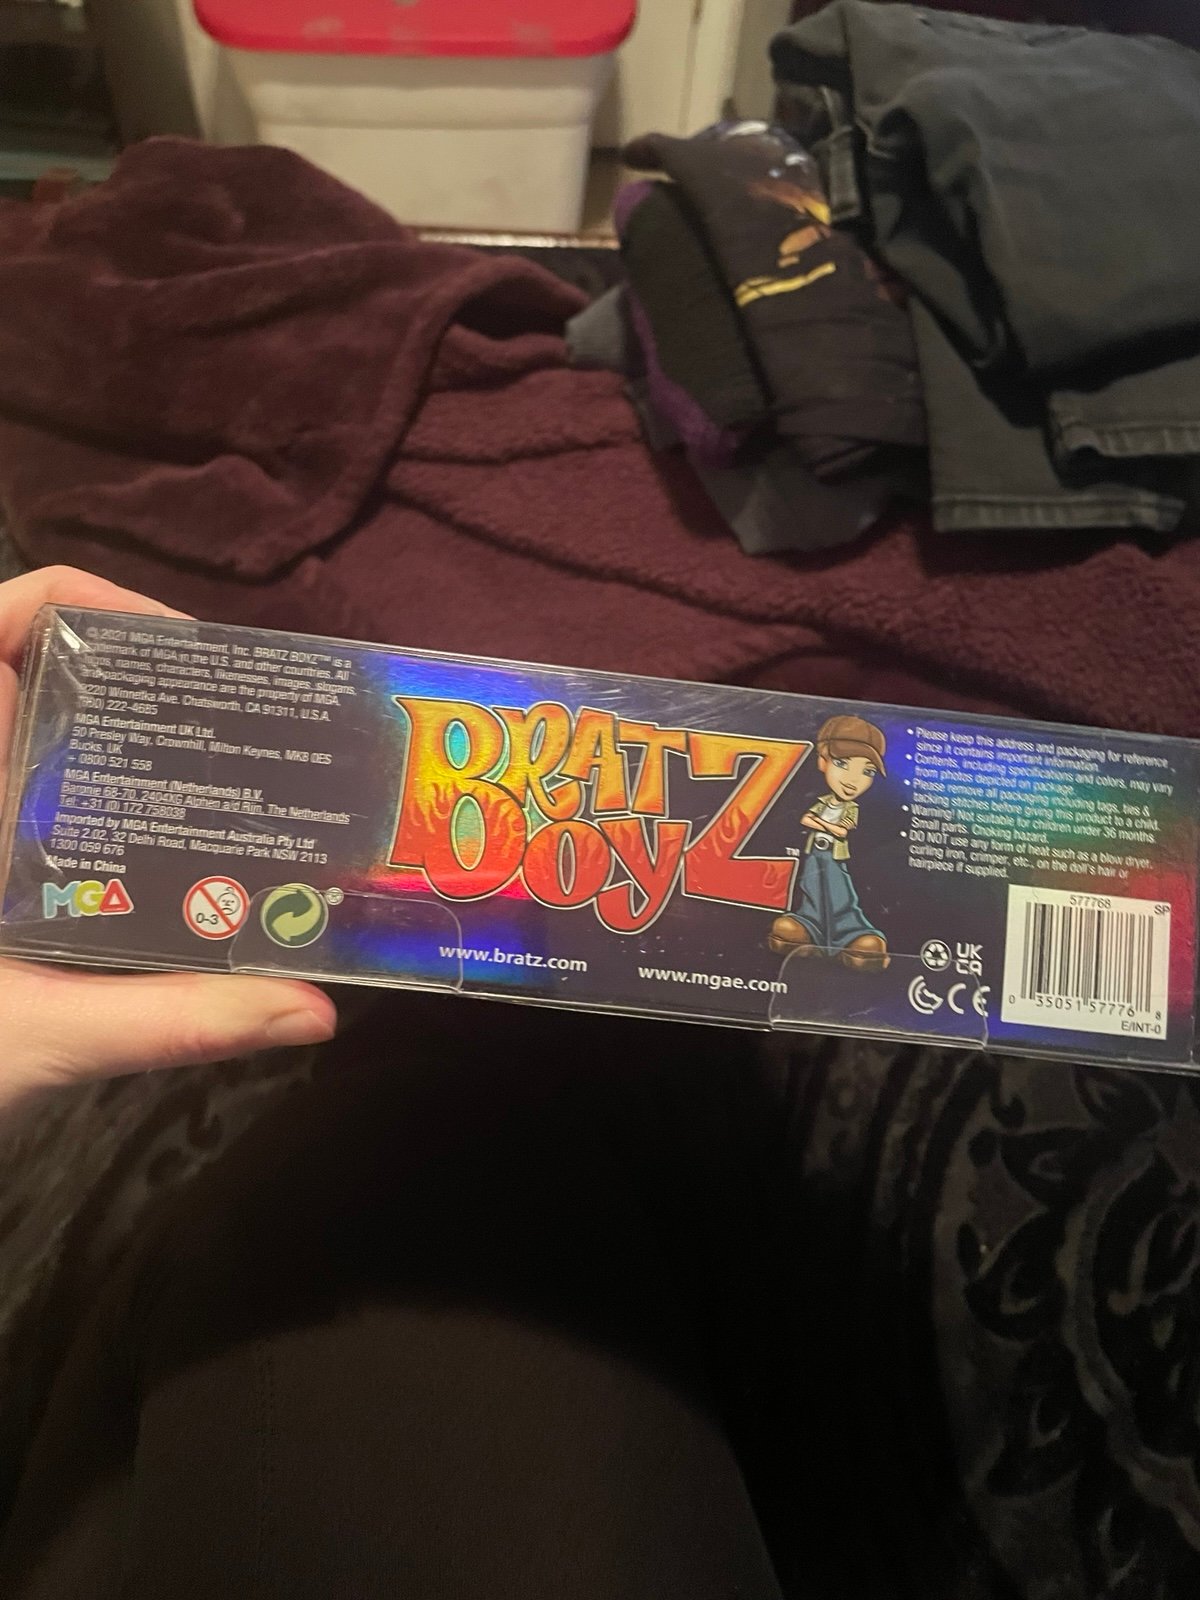 © 2021 MGA Entertainment, Inc. BRATZ BOYZ™ is a
trademark of MGA in the U.S. and other countries. All
logos, names, characters, likenesses, images, slogans,
and packaging appearance are the property of MGA.
9220 Winnetka Ave. Chatsworth, CA 91311, U.S.A.
(800) 222-4685
MGA Entertainment UK Ltd.
50 Presley Way, Crownhill, Milton Keynes, MK8 0ES
Bucks, UK
+ 0800 521 558
MGA Entertainment (Netherlands) B.V.
Baronie 68-70, 2404XG Alphen a/d Rijn, The Netherlands
Tel: +31 (0) 172 758038
Imported by MGA Entertainment Australia Pty Ltd
Suite 2.02, 32 Delhi Road, Macquarie Park NSW 2113
1300 059 676
Made in China
MGA
0-3
®
BRATZ
BOYZ™
www.bratz.com
www.mgae.com
• Please keep this address and packaging for reference
since it contains important information.
• Contents, including specifications and colors, may vary
from photos depicted on package.
• Please remove all packaging including tags, ties &
tacking stitches before giving this product to a child.
• Warning! Not suitable for children under 36 months.
Small parts. Choking hazard.
• DO NOT use any form of heat such as a blow dryer,
curling iron, crimper, etc., on the doll's hair or
hairpiece if supplied.
UK
CA
CE
577768
SP
0 35051 57776 8
E/INT-0